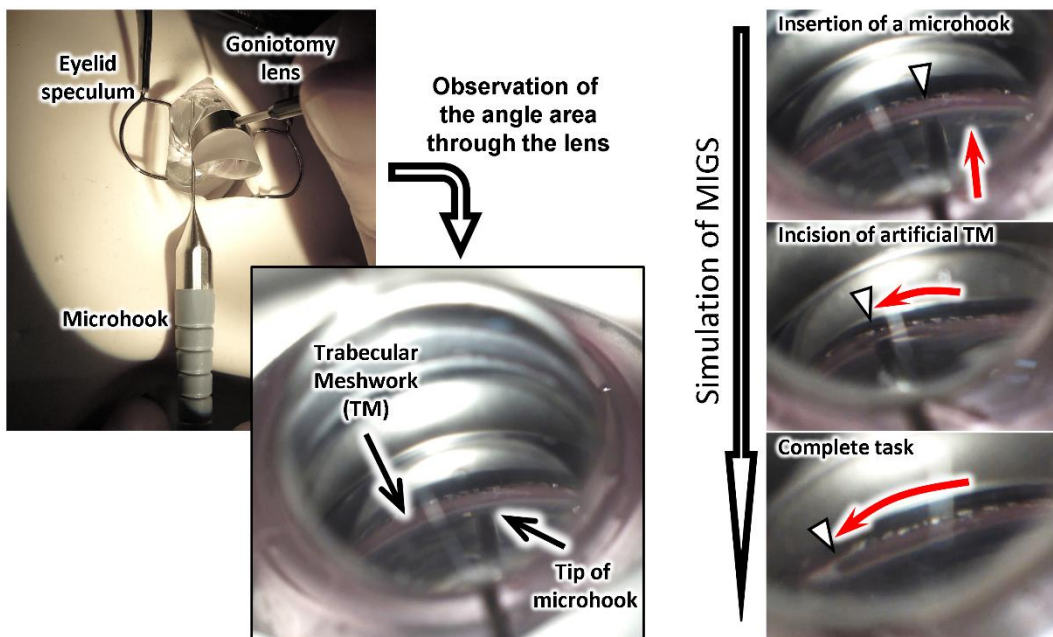 Eyelid
speculum
Goniotomy
lens
Microhook
Observation of
the angle area
through the lens
Trabecular
Meshwork
(TM)
Tip of
microhook
Simulation of MIGS
Insertion of a microhook
Incision of artificial TM
Complete task